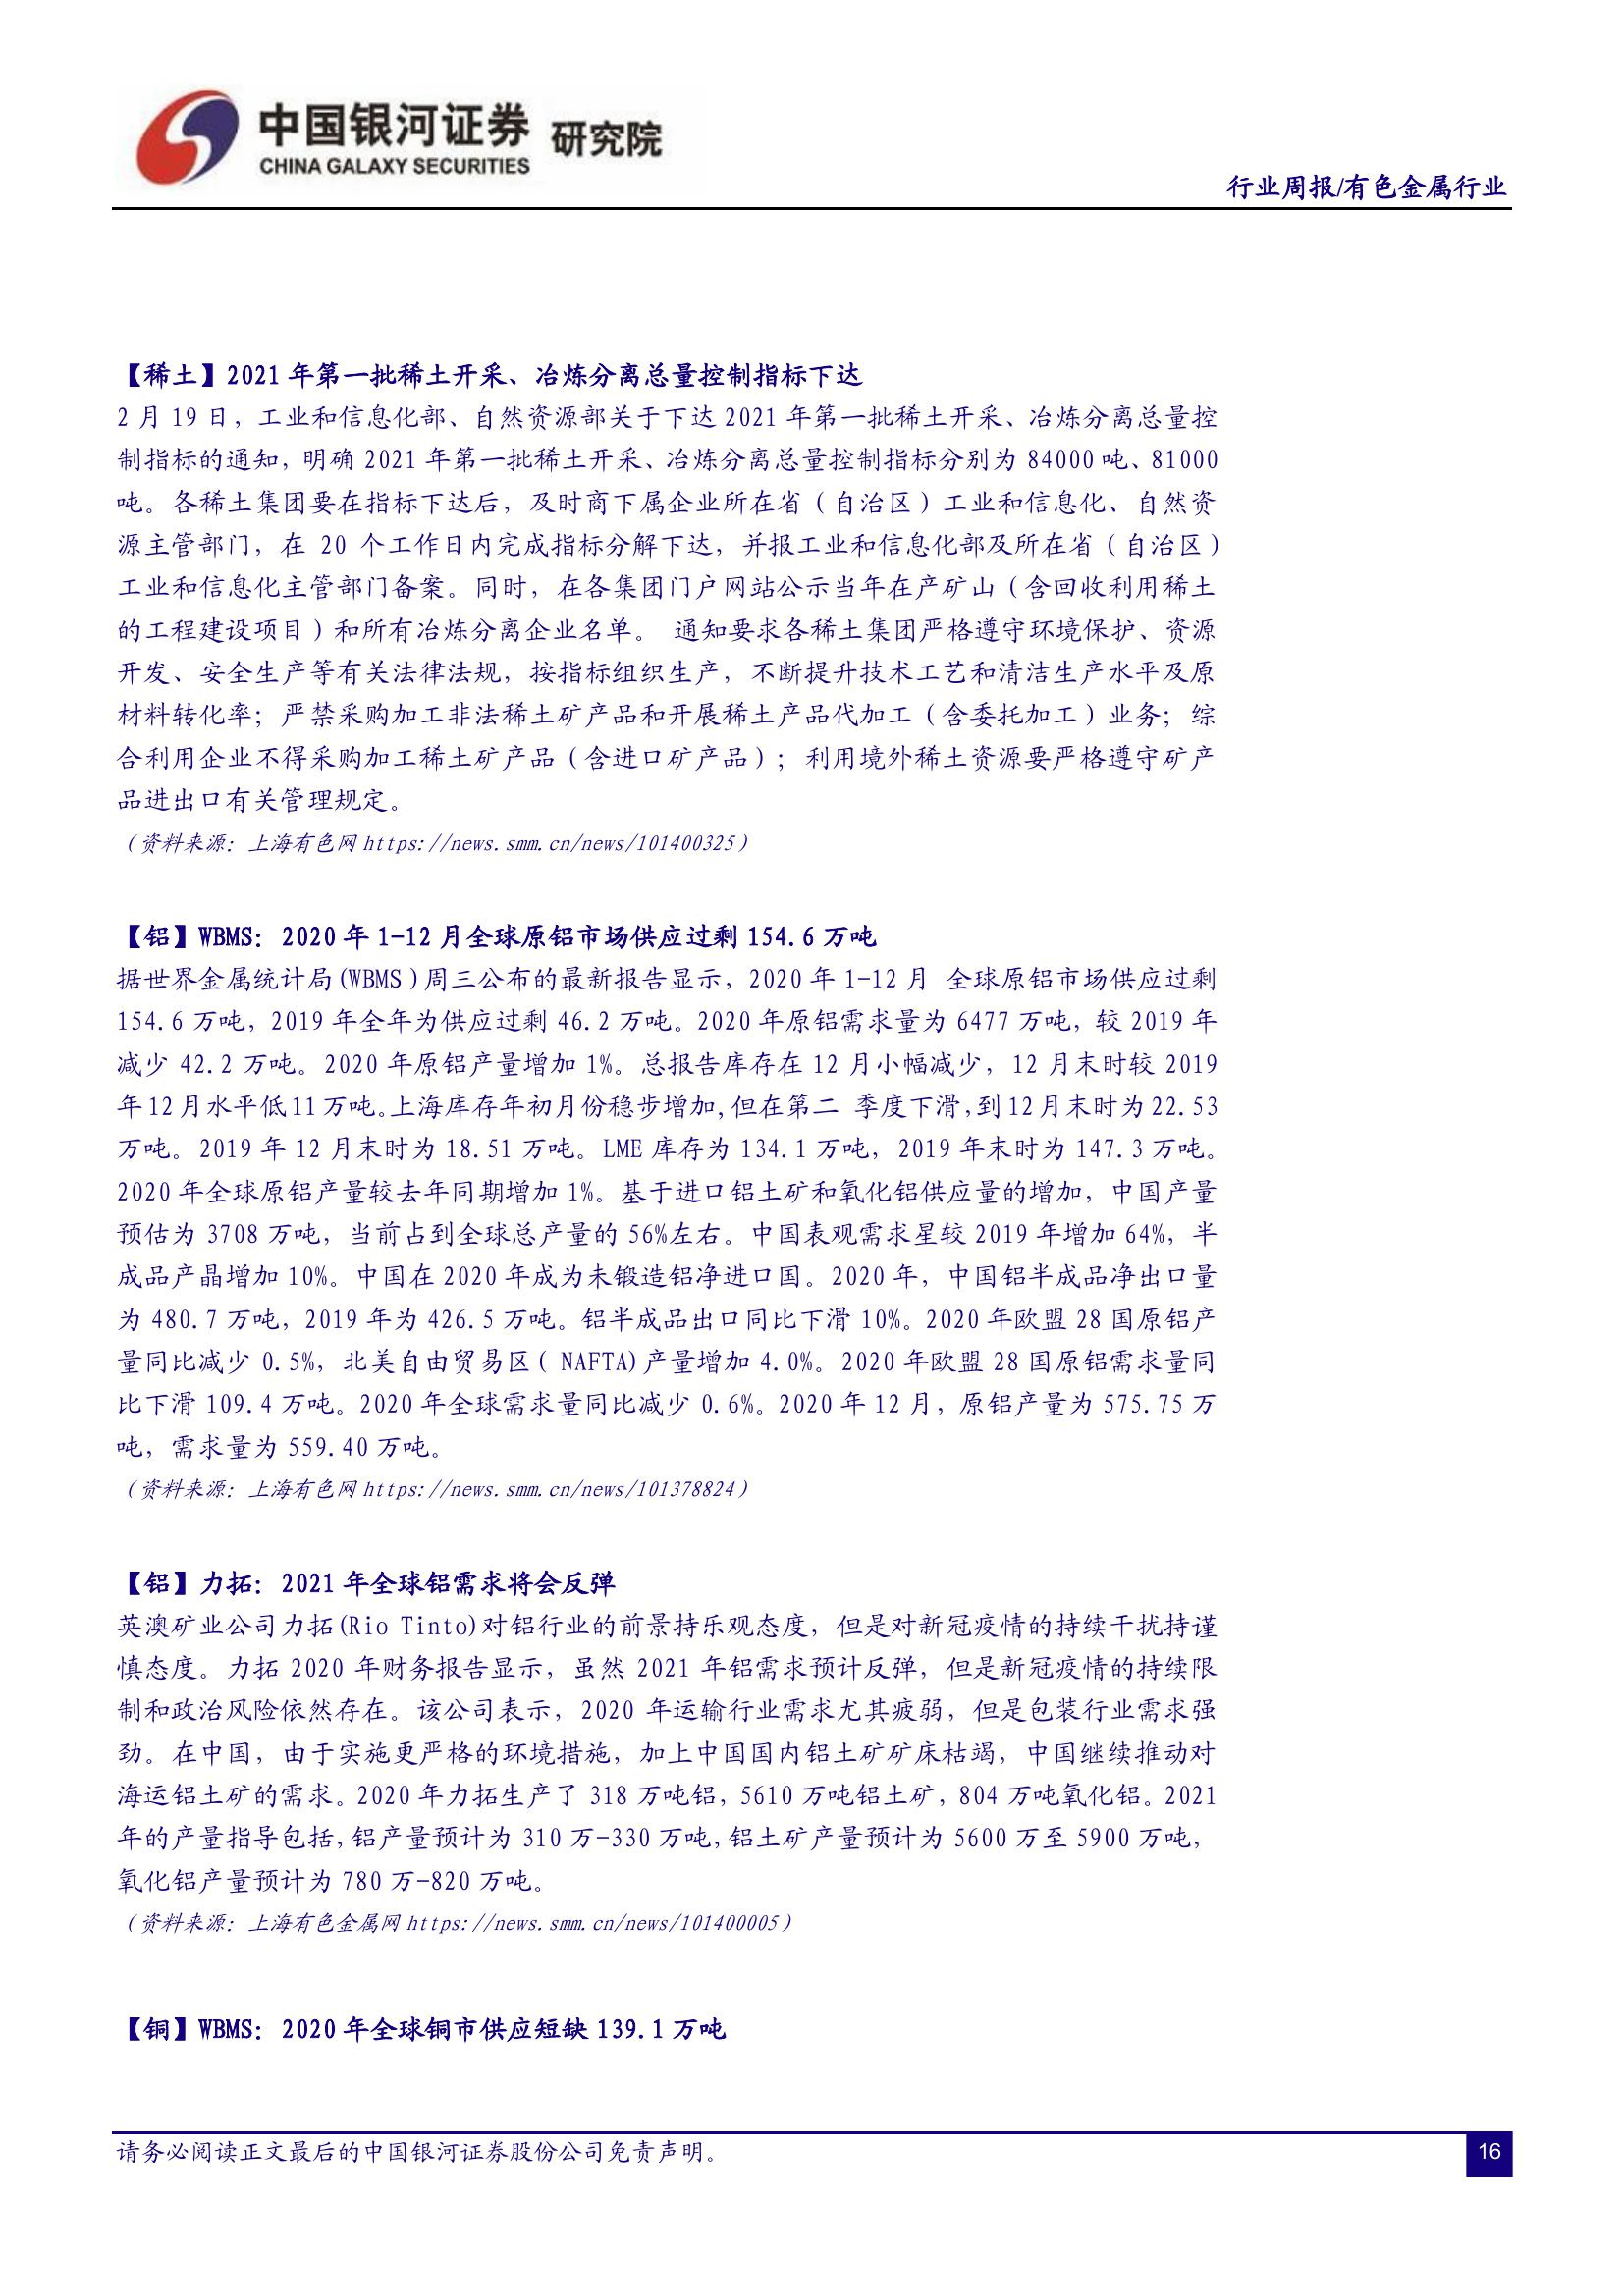 中国银河证券 研究院
CHINA GALAXY SECURITIES
行业周报/有色金属行业
【稀土】2021 年第一批稀土开采、冶炼分离总量控制指标下达
2 月 19 日，工业和信息化部、自然资源部关于下达 2021 年第一批稀土开采、冶炼分离总量控
制指标的通知，明确 2021 年第一批稀土开采、冶炼分离总量控制指标分别为 84000 吨、81000
吨。各稀土集团要在指标下达后，及时商下属企业所在省（自治区）工业和信息化、自然资
源主管部门，在 20 个工作日内完成指标分解下达，并报工业和信息化部及所在省（自治区）
工业和信息化主管部门备案。同时，在各集团门户网站公示当年在产矿山（含回收利用稀土
的工程建设项目）和所有冶炼分离企业名单。 通知要求各稀土集团严格遵守环境保护、资源
开发、安全生产等有关法律法规，按指标组织生产，不断提升技术工艺和清洁生产水平及原
材料转化率；严禁采购加工非法稀土矿产品和开展稀土产品代加工（含委托加工）业务；综
合利用企业不得采购加工稀土矿产品（含进口矿产品）；利用境外稀土资源要严格遵守矿产
品进出口有关管理规定。
（资料来源：上海有色网 https://news.smm.cn/news/101400325）
【铝】WBMS：2020 年 1-12 月全球原铝市场供应过剩 154.6 万吨
据世界金属统计局(WBMS)周三公布的最新报告显示，2020 年 1-12 月 全球原铝市场供应过剩
154.6 万吨，2019 年全年为供应过剩 46.2 万吨。2020 年原铝需求量为 6477 万吨，较 2019 年
减少 42.2 万吨。2020 年原铝产量增加 1%。总报告库存在 12 月小幅减少，12 月末时较 2019
年 12 月水平低 11 万吨。上海库存年初月份稳步增加,但在第二 季度下滑,到 12 月末时为 22.53
万吨。2019 年 12 月末时为 18.51 万吨。LME 库存为 134.1 万吨，2019 年末时为 147.3 万吨。
2020 年全球原铝产量较去年同期增加 1%。基于进口铝土矿和氧化铝供应量的增加，中国产量
预估为 3708 万吨，当前占到全球总产量的 56%左右。中国表观需求星较 2019 年增加 64%，半
成品产晶增加 10%。中国在 2020 年成为未锻造铝净进口国。2020 年，中国铝半成品净出口量
为 480.7 万吨，2019 年为 426.5 万吨。铝半成品出口同比下滑 10%。2020 年欧盟 28 国原铝产
量同比减少 0.5%，北美自由贸易区( NAFTA)产量增加 4.0%。2020 年欧盟 28 国原铝需求量同
比下滑 109.4 万吨。2020 年全球需求量同比减少 0.6%。2020 年 12 月，原铝产量为 575.75 万
吨，需求量为 559.40 万吨。
（资料来源：上海有色网 https://news.smm.cn/news/101378824）
【铝】力拓：2021 年全球铝需求将会反弹
英澳矿业公司力拓(Rio Tinto)对铝行业的前景持乐观态度，但是对新冠疫情的持续干扰持谨
慎态度。力拓 2020 年财务报告显示，虽然 2021 年铝需求预计反弹，但是新冠疫情的持续限
制和政治风险依然存在。该公司表示，2020 年运输行业需求尤其疲弱，但是包装行业需求强
劲。在中国，由于实施更严格的环境措施，加上中国国内铝土矿矿床枯竭，中国继续推动对
海运铝土矿的需求。2020 年力拓生产了 318 万吨铝，5610 万吨铝土矿，804 万吨氧化铝。2021
年的产量指导包括，铝产量预计为 310 万-330 万吨，铝土矿产量预计为 5600 万至 5900 万吨，
氧化铝产量预计为 780 万-820 万吨。
（资料来源：上海有色金属网 https://news.smm.cn/news/101400005）
【铜】WBMS：2020 年全球铜市供应短缺 139.1 万吨
请务必阅读正文最后的中国银河证券股份公司免责声明。
16